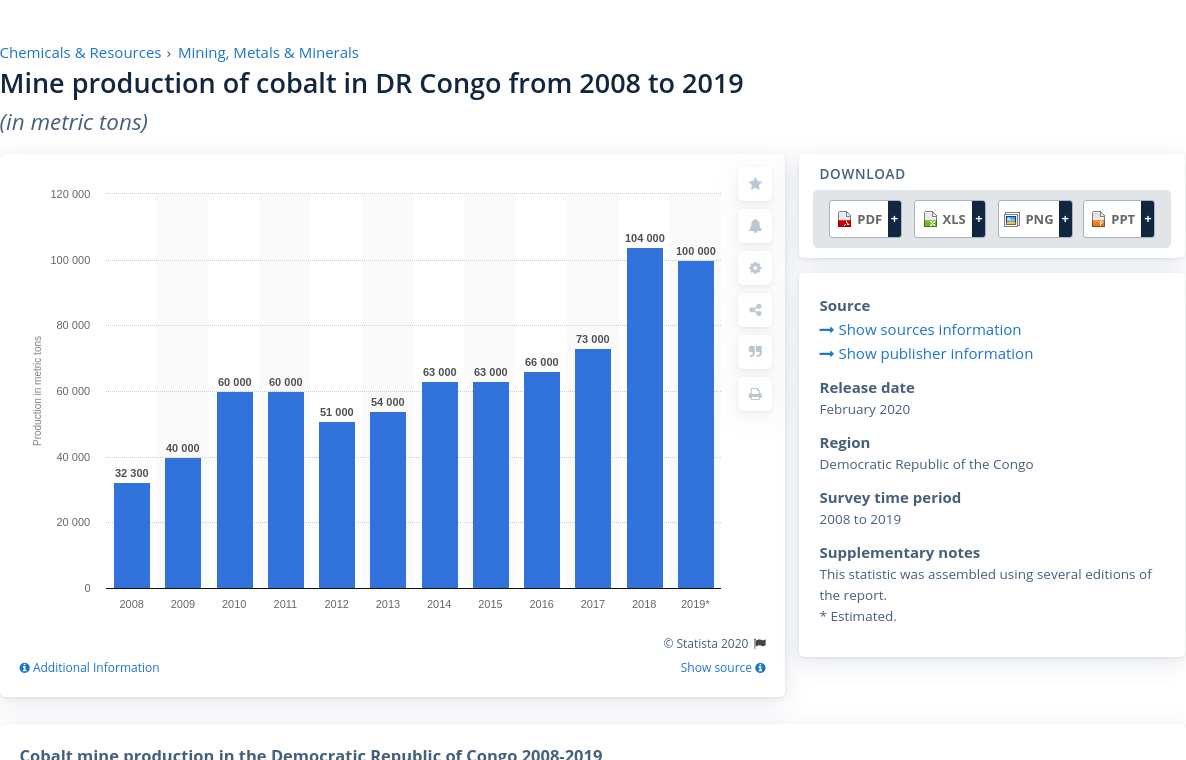 Chemicals & Resources › Mining, Metals & Minerals
Mine production of cobalt in DR Congo from 2008 to 2019
(in metric tons)
120 000
100 000
80 000
60 000
40 000
20 000
0
Production in metric tons
32 300
40 000
60 000
60 000
51 000
54 000
63 000
63 000
66 000
73 000
104 000
100 000
2008 2009 2010 2011 2012 2013 2014 2015 2016 2017 2018 2019*
© Statista 2020
Additional Information
Show source
DOWNLOAD
PDF + XLS + PNG + PPT +
Source
Show sources information
Show publisher information
Release date
February 2020
Region
Democratic Republic of the Congo
Survey time period
2008 to 2019
Supplementary notes
This statistic was assembled using several editions of
the report.
* Estimated.
Cobalt mine production in the Democratic Republic of Congo 2008-2019